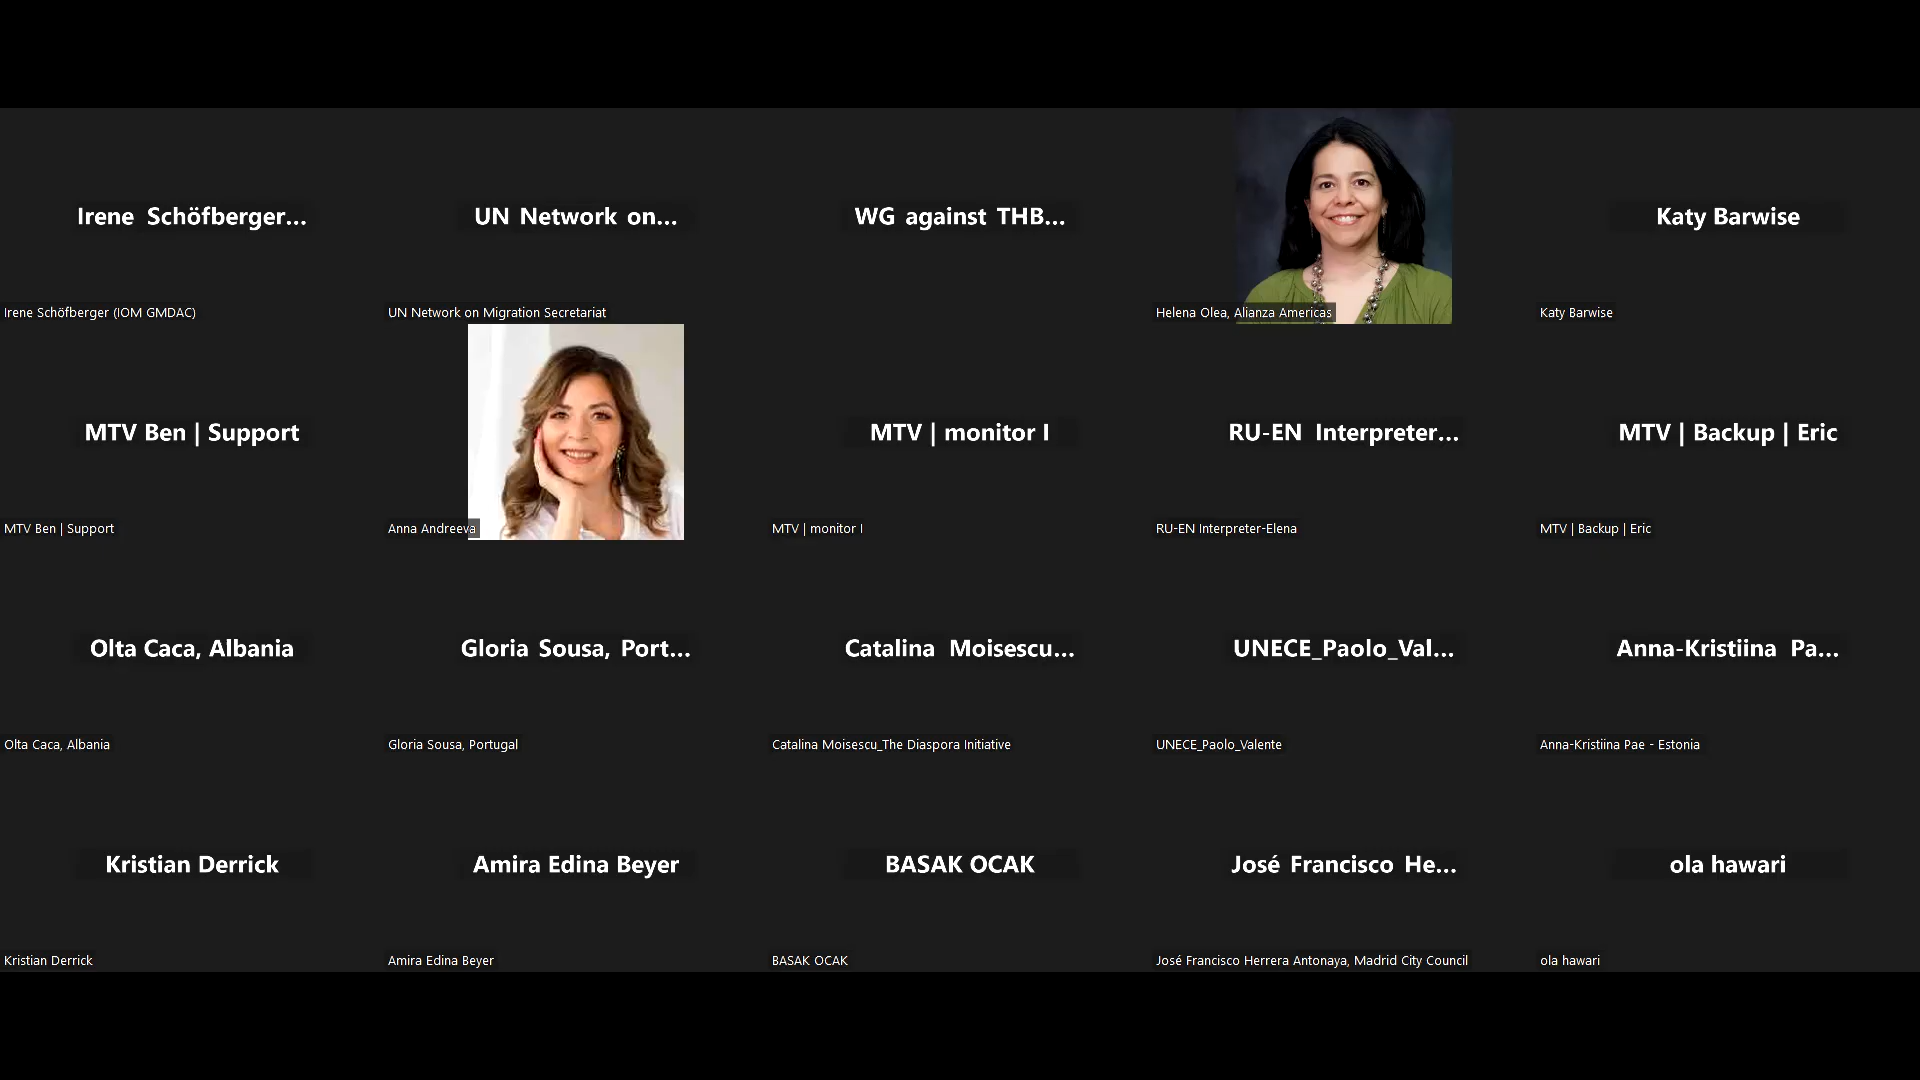 Irene Schöfberger...
UN Network on...
WG against THB...
Katy Barwise
Irene Schöfberger (IOM GMDAC)
UN Network on Migration Secretariat
Helena Olea, Alianza Americas
Katy Barwise
MTV Ben | Support
MTV | monitor I
RU-EN Interpreter...
MTV | Backup | Eric
MTV Ben | Support
Anna Andreeva
MTV | monitor I
RU-EN Interpreter-Elena
MTV | Backup | Eric
Olta Caca, Albania
Gloria Sousa, Port...
Catalina Moisescu...
UNECE_Paolo_Val...
Anna-Kristiina Pa...
Olta Caca, Albania
Gloria Sousa, Portugal
Catalina Moisescu_The Diaspora Initiative
UNECE_Paolo_Valente
Anna-Kristiina Pae - Estonia
Kristian Derrick
Amira Edina Beyer
BASAK OCAK
José Francisco He...
ola hawari
Kristian Derrick
Amira Edina Beyer
BASAK OCAK
José Francisco Herrera Antonaya, Madrid City Council
ola hawari